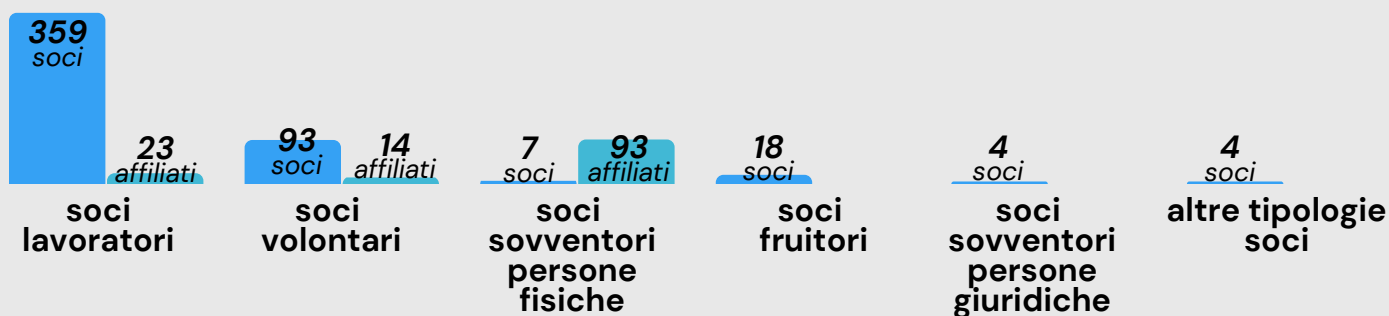 359
soci
23
affiliati
soci
lavoratori
93
soci
14
affiliati
soci
volontari
7
soci
93
affiliati
soci
sovventori
persone
fisiche
18
soci
soci
fruitori
4
soci
soci
sovventori
persone
giuridiche
4
soci
altre tipologie
soci